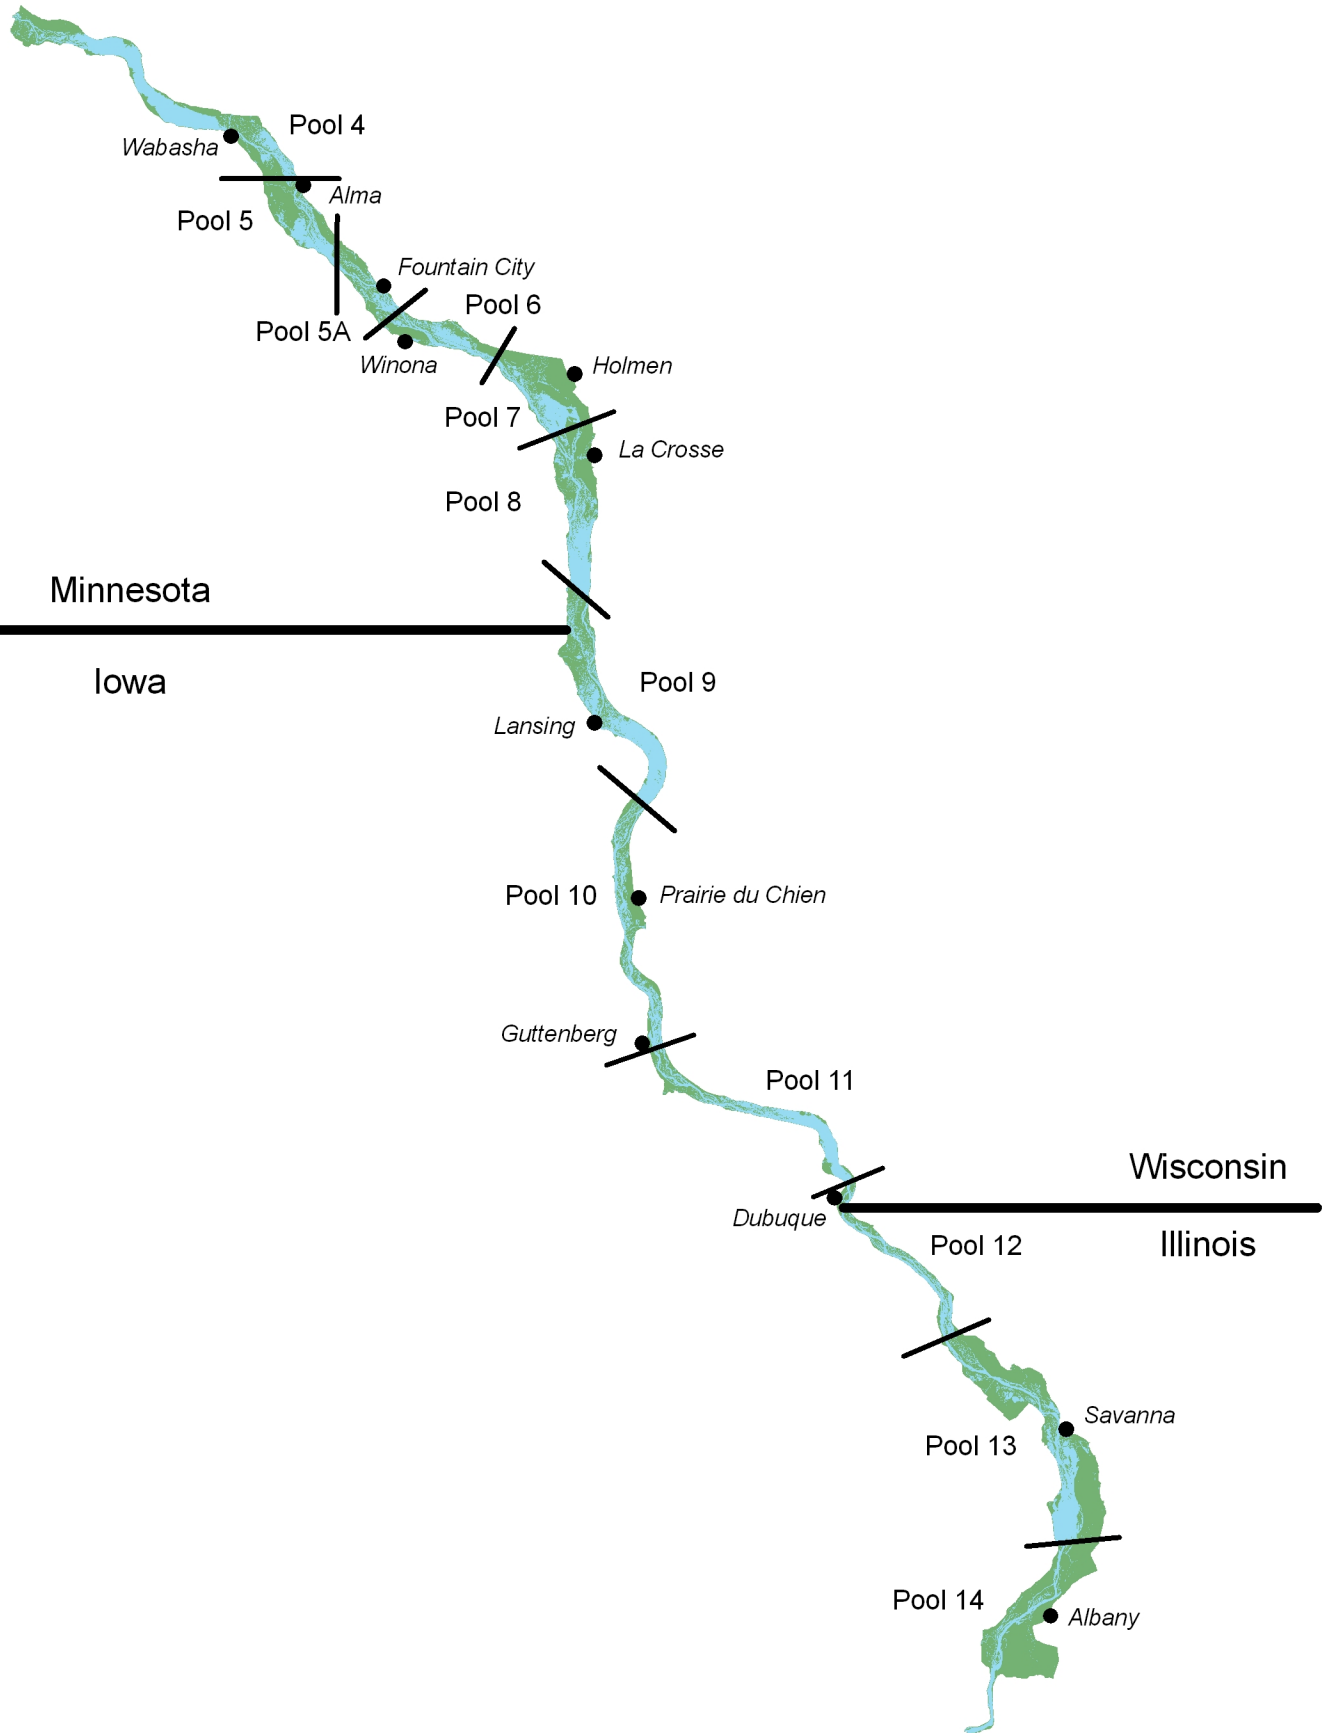 Pool 4
Wabasha
Alma
Pool 5
Fountain City
Pool 6
Pool 5A
Winona
Holmen
Pool 7
La Crosse
Pool 8
Minnesota
Iowa
Pool 9
Lansing
Pool 10
Prairie du Chien
Guttenberg
Pool 11
Wisconsin
Dubuque
Pool 12
Illinois
Savanna
Pool 13
Pool 14
Albany